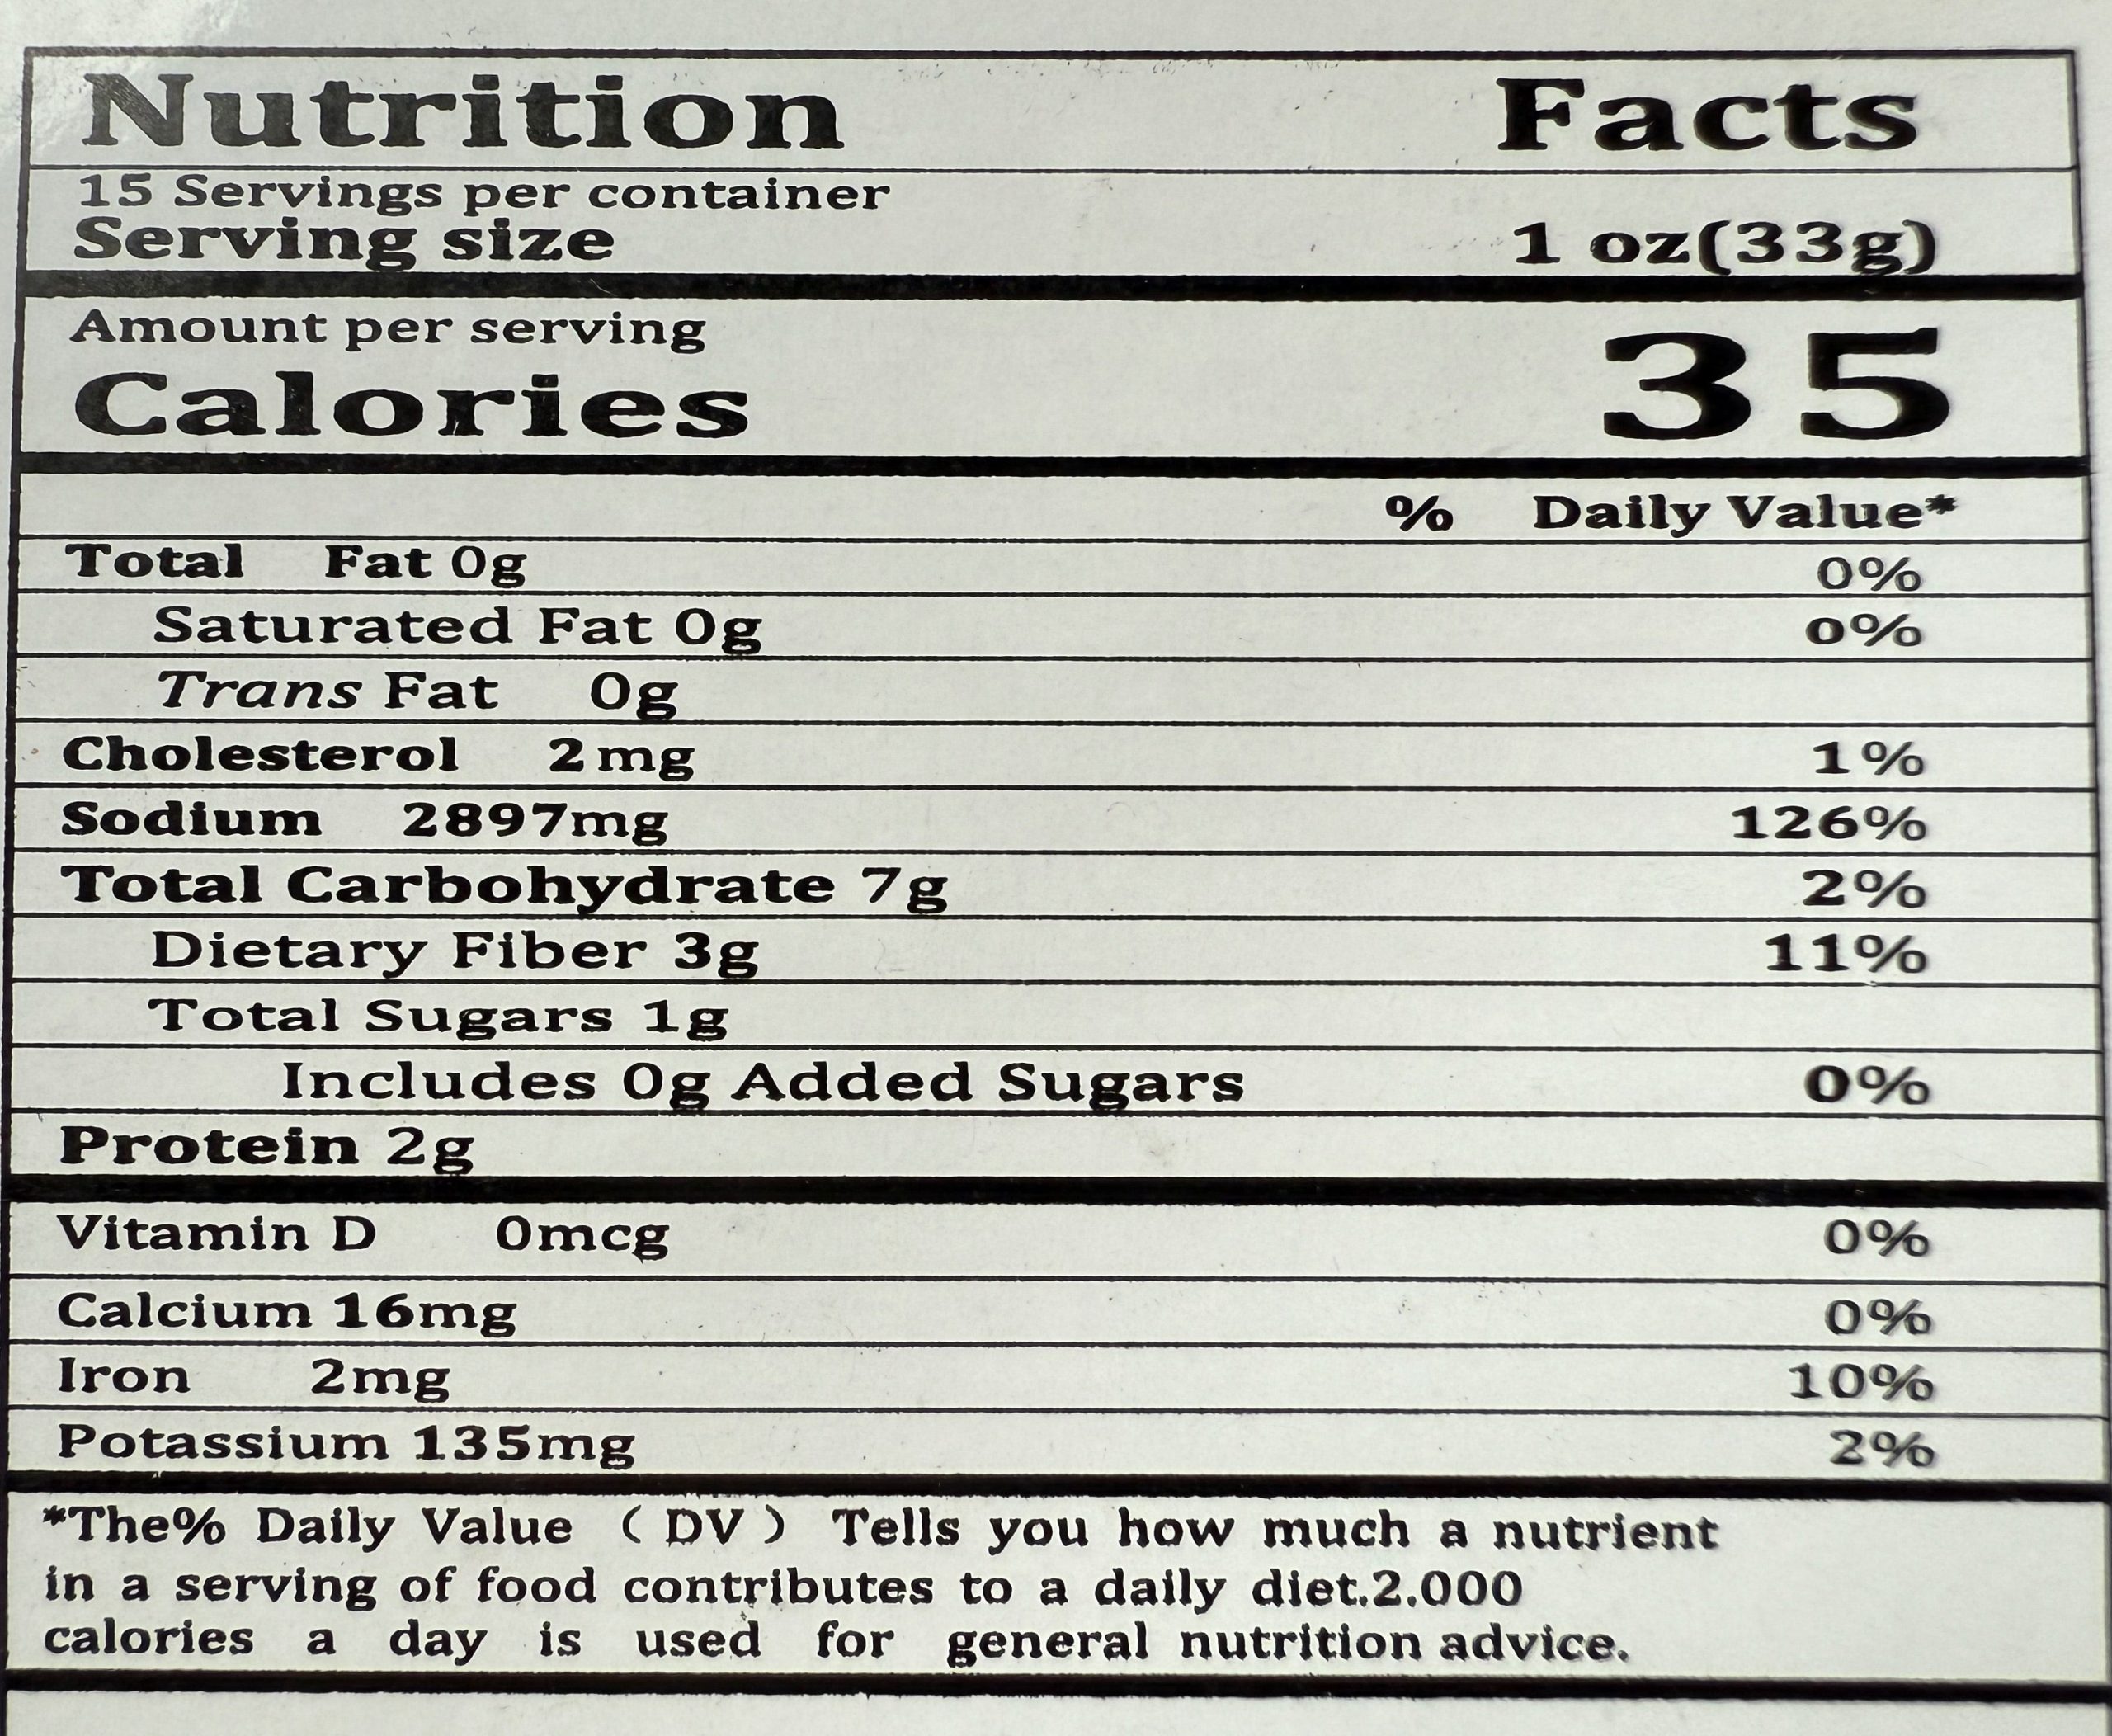 Nutrition Facts
15 Servings per container
Serving size 1 oz(33g)
Amount per serving
Calories 35
% Daily Value*
Total Fat 0g 0%
Saturated Fat 0g 0%
Trans Fat 0g
Cholesterol 2mg 1%
Sodium 2897mg 126%
Total Carbohydrate 7g 2%
Dietary Fiber 3g 11%
Total Sugars 1g
Includes 0g Added Sugars 0%
Protein 2g
Vitamin D 0mcg 0%
Calcium 16mg 0%
Iron 2mg 10%
Potassium 135mg 2%
*The% Daily Value （DV） Tells you how much a nutrient
in a serving of food contributes to a daily diet.2.000
calories a day is used for general nutrition advice.